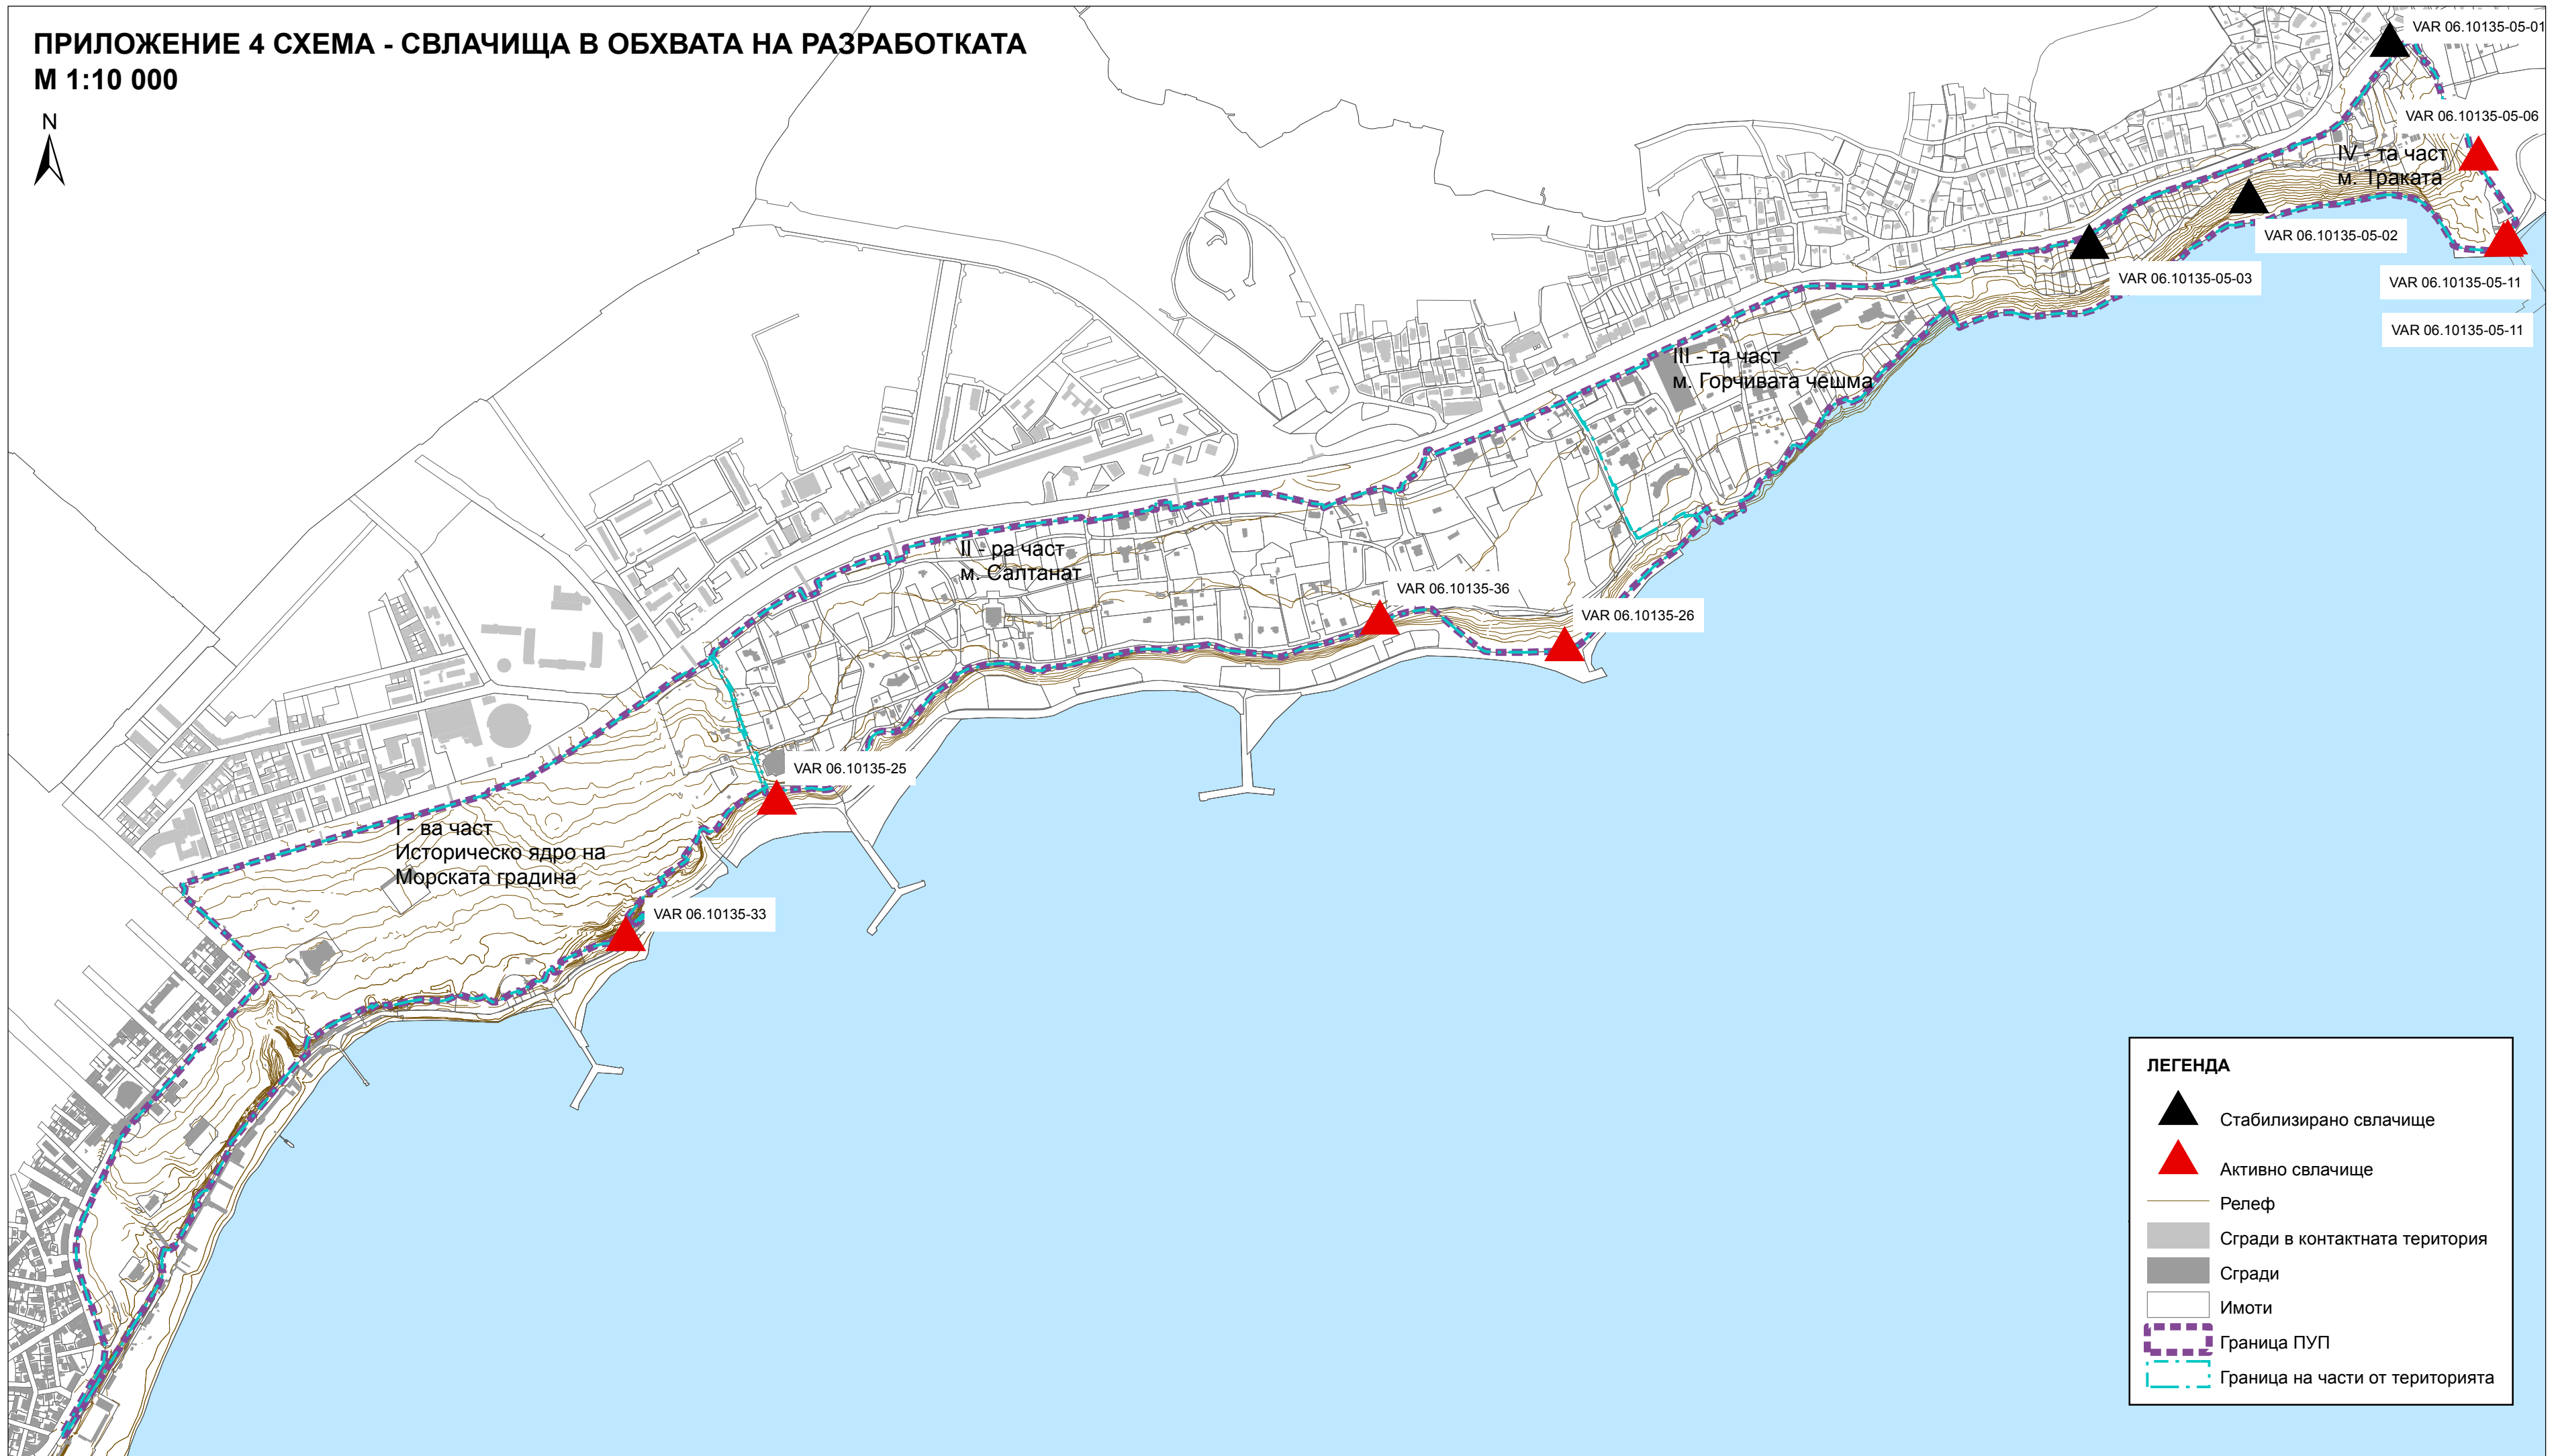 ПРИЛОЖЕНИЕ 4 СХЕМА - СВЛАЧИЩА В ОБХВАТА НА РАЗРАБОТКАТА
М 1:10 000
N
VAR 06.10135-05-01
VAR 06.10135-05-06
IV - та част
м. Траката
VAR 06.10135-05-02
VAR 06.10135-05-03
VAR 06.10135-05-11
VAR 06.10135-05-11
III - та част
м. Горчивата чешма
II - ра част
м. Салтанат
VAR 06.10135-36
VAR 06.10135-26
VAR 06.10135-25
I - ва част
Историческо ядро на
Морската градина
VAR 06.10135-33
ЛЕГЕНДА
Стабилизирано свлачище
Активно свлачище
Релеф
Сгради в контактната територия
Сгради
Имоти
Граница ПУП
Граница на части от територията